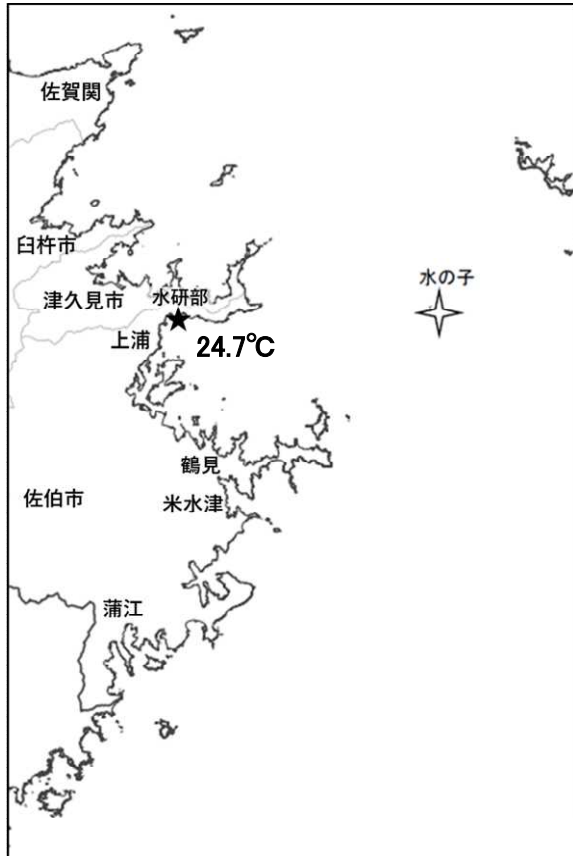 佐賀関
臼杵市
水の子
津久見市
水研部
上浦
24.7℃
鶴見
佐伯市
米水津
蒲江